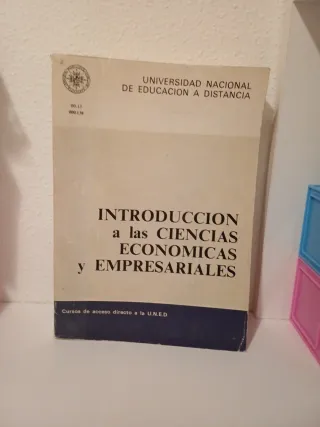 UNIVERSIDAD NACIONAL
DE EDUCACION A DISTANCIA
INTRODUCCION
a las CIENCIAS
ECONOMICAS
y EMPRESARIALES
Cursos de acceso directo a la U.N.E.D.